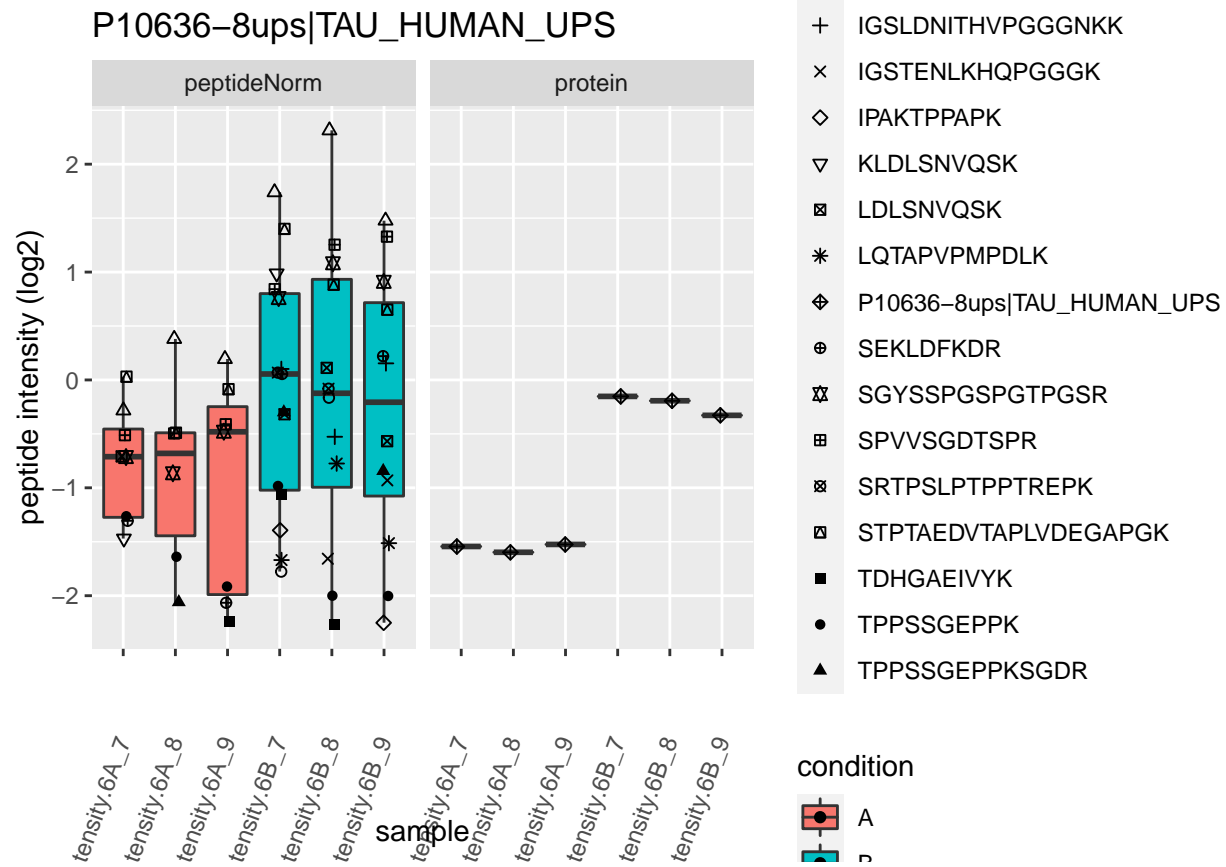 P10636−8ups|TAU_HUMAN_UPS
peptideNorm
protein
peptide intensity (log2)
2
1
0
−1
−2
tensity.6A_7
tensity.6A_8
tensity.6A_9
tensity.6B_7
tensity.6B_8
tensity.6B_9
tensity.6A_7
tensity.6A_8
tensity.6A_9
tensity.6B_7
tensity.6B_8
tensity.6B_9
sample
IGSLDNITHVPGGGNKK
IGSTENLKHQPGGGK
IPAKTPPAPK
KLDLSNVQSK
LDLSNVQSK
LQTAPVPMPDLK
P10636−8ups|TAU_HUMAN_UPS
SEKLDFKDR
SGYSSPGSPGTPGSR
SPVVSGDTSPR
SRTPSLPTPPTREPK
STPTAEDVTAPLVDEGAPGK
TDHGAEIVYK
TPPSSGEPPK
TPPSSGEPPKSGDR
condition
A
B